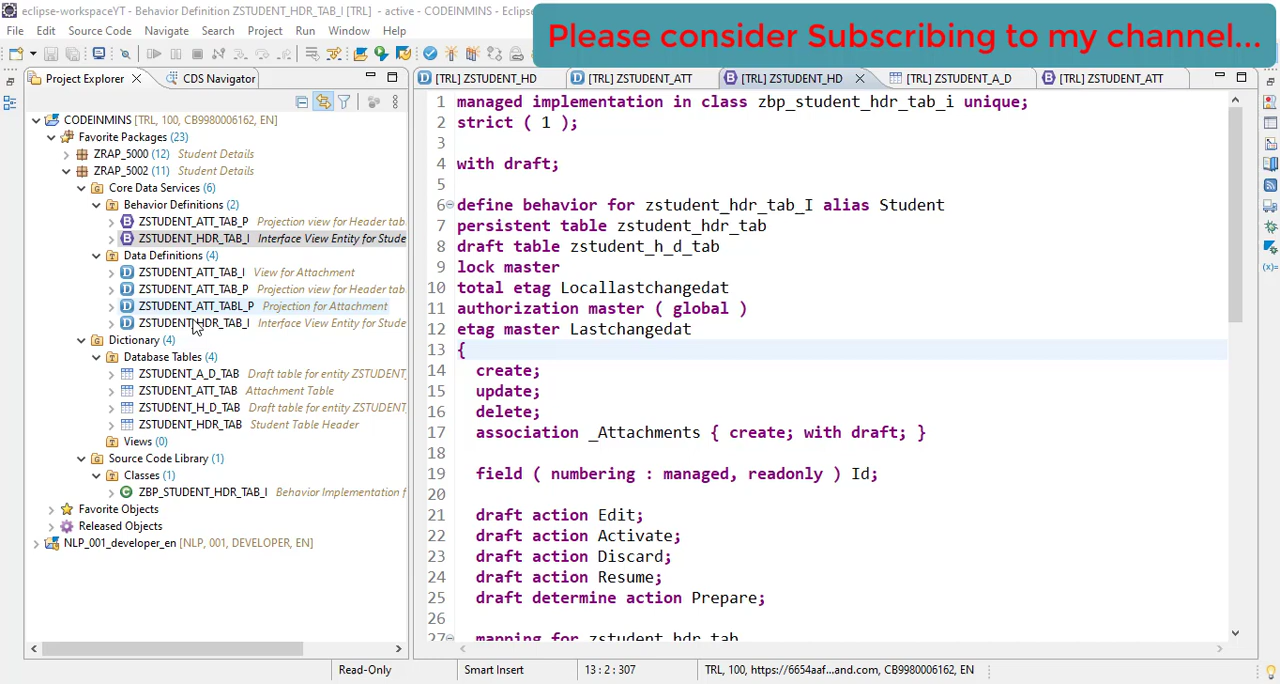 eclipse-workspaceYT - Behavior Definition ZSTUDENT_HDR_TAB_I [TRL] - active - CODEINMINS - Eclipse
Please consider Subscribing to my channel...
File Edit Source Code Navigate Search Project Run Window Help
Project Explorer
CDS Navigator
[TRL] ZSTUDENT_HD
[TRL] ZSTUDENT_ATT
[TRL] ZSTUDENT_HD
[TRL] ZSTUDENT_A_D
[TRL] ZSTUDENT_ATT
CODEINMINS [TRL, 100, CB9980006162, EN]
Favorite Packages (23)
ZRAP_5000 (12) Student Details
ZRAP_5002 (11) Student Details
Core Data Services (6)
Behavior Definitions (2)
ZSTUDENT_ATT_TAB_P Projection view for Header tab
ZSTUDENT_HDR_TAB_I Interface View Entity for Stude
Data Definitions (4)
ZSTUDENT_ATT_TAB_I View for Attachment
ZSTUDENT_ATT_TAB_P Projection view for Header tab
ZSTUDENT_ATT_TABL_P Projection for Attachment
ZSTUDENT_HDR_TAB_I Interface View Entity for Stude
Dictionary (4)
Database Tables (4)
ZSTUDENT_A_D_TAB Draft table for entity ZSTUDENT_
ZSTUDENT_ATT_TAB Attachment Table
ZSTUDENT_H_D_TAB Draft table for entity ZSTUDENT_
ZSTUDENT_HDR_TAB Student Table Header
Views (0)
Source Code Library (1)
Classes (1)
ZBP_STUDENT_HDR_TAB_I Behavior Implementation f
Favorite Objects
Released Objects
NLP_001_developer_en [NLP, 001, DEVELOPER, EN]
1 managed implementation in class zbp_student_hdr_tab_i unique;
2 strict ( 1 );
3
4 with draft;
5
6 define behavior for zstudent_hdr_tab_I alias Student
7 persistent table zstudent_hdr_tab
8 draft table zstudent_h_d_tab
9 lock master
10 total etag Locallastchangedat
11 authorization master ( global )
12 etag master Lastchangedat
13 {
14 create;
15 update;
16 delete;
17 association _Attachments { create; with draft; }
18
19 field ( numbering : managed, readonly ) Id;
20
21 draft action Edit;
22 draft action Activate;
23 draft action Discard;
24 draft action Resume;
25 draft determine action Prepare;
26
27 mapping for zstudent_hdr_tab
Read-Only
Smart Insert
13 : 2 : 307
TRL, 100, https://6654aaf...and.com, CB9980006162, EN